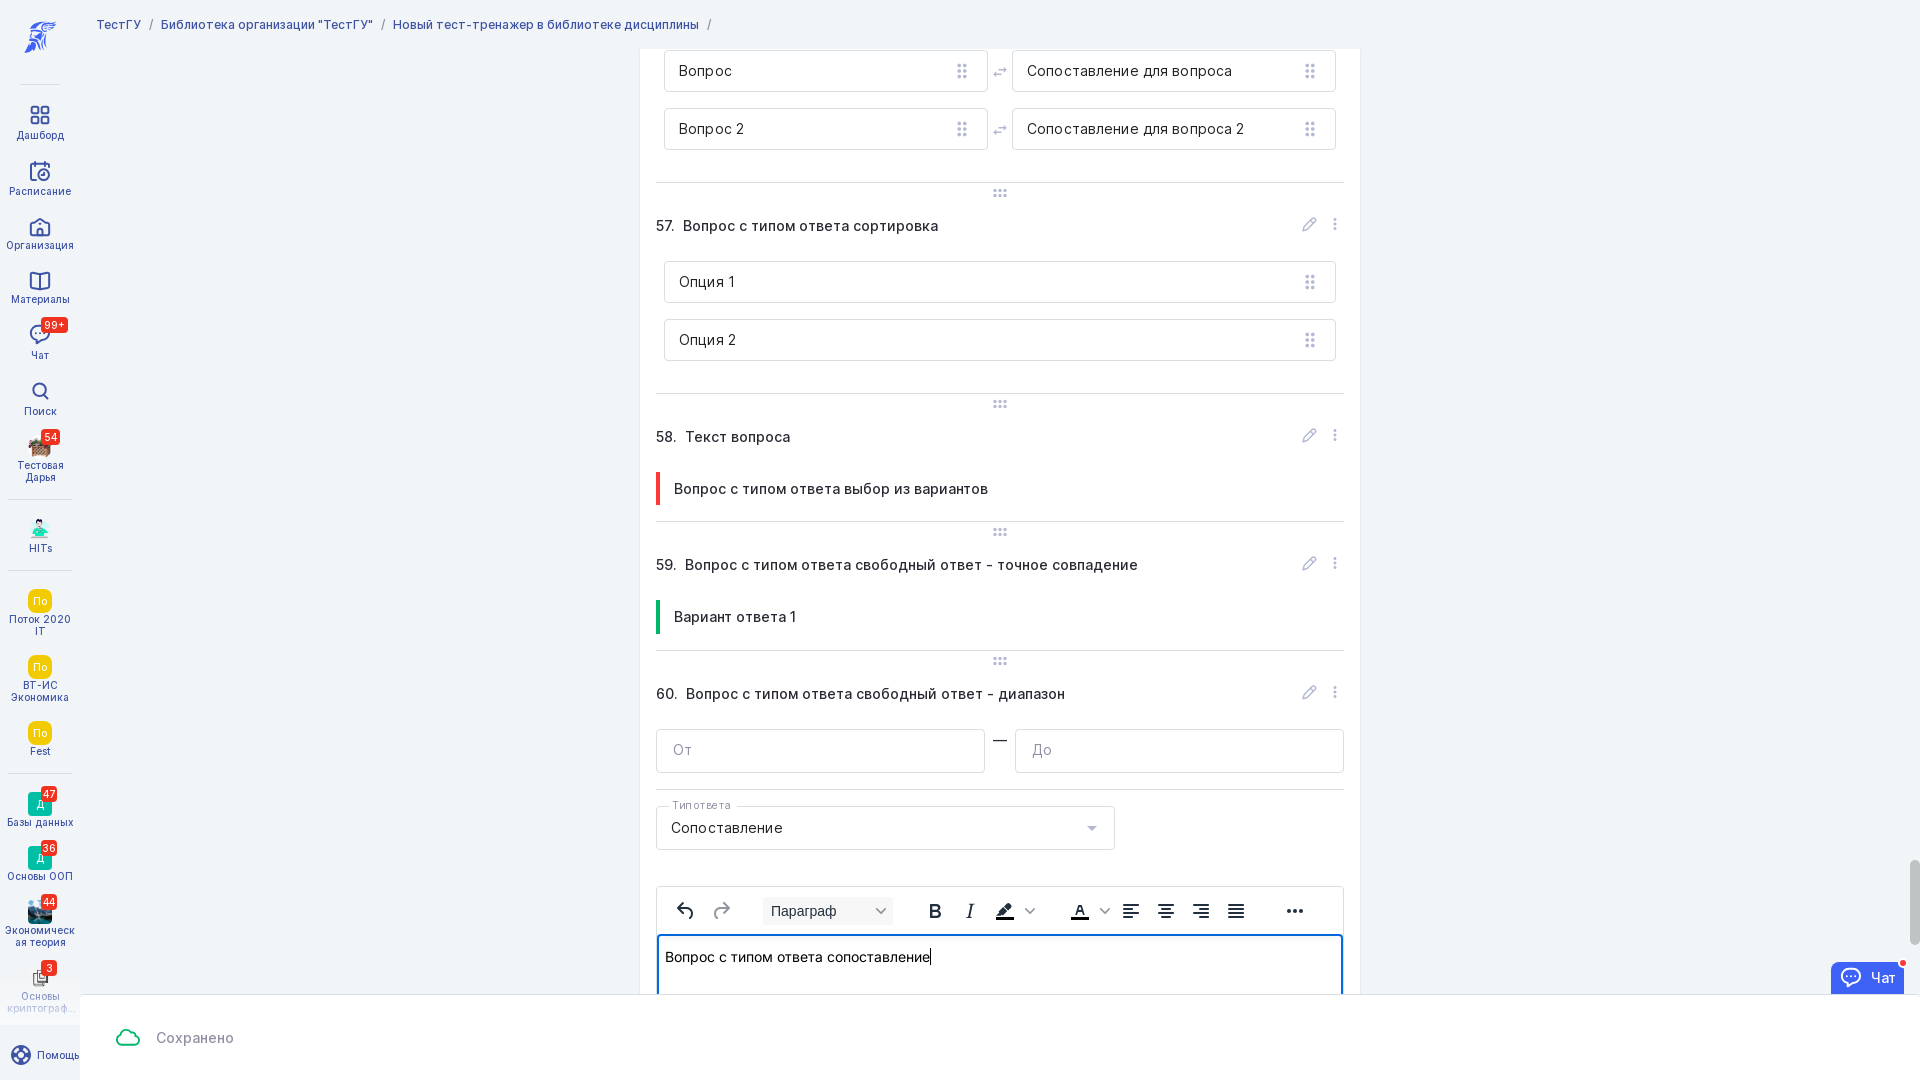 ТестГУ / Библиотека организации "ТестГУ" / Новый тест-тренажер в библиотеке дисциплины /
Дашборд
Расписание
Организация
Материалы
99+
Чат
Поиск
54
Тестовая
Дарья
HITs
По
Поток 2020
IT
По
ВТ-ИС
Экономика
По
Fest
47
Д
Базы данных
36
Д
Основы ООП
44
Экономическ
ая теория
3
Основы
криптограф...
Помощь
Вопрос
Сопоставление для вопроса
Вопрос 2
Сопоставление для вопроса 2
57. Вопрос с типом ответа сортировка
Опция 1
Опция 2
58. Текст вопроса
Вопрос с типом ответа выбор из вариантов
59. Вопрос с типом ответа свободный ответ - точное совпадение
Вариант ответа 1
60. Вопрос с типом ответа свободный ответ - диапазон
От — До
Тип ответа
Сопоставление
Параграф
Вопрос с типом ответа сопоставление
Чат
Сохранено